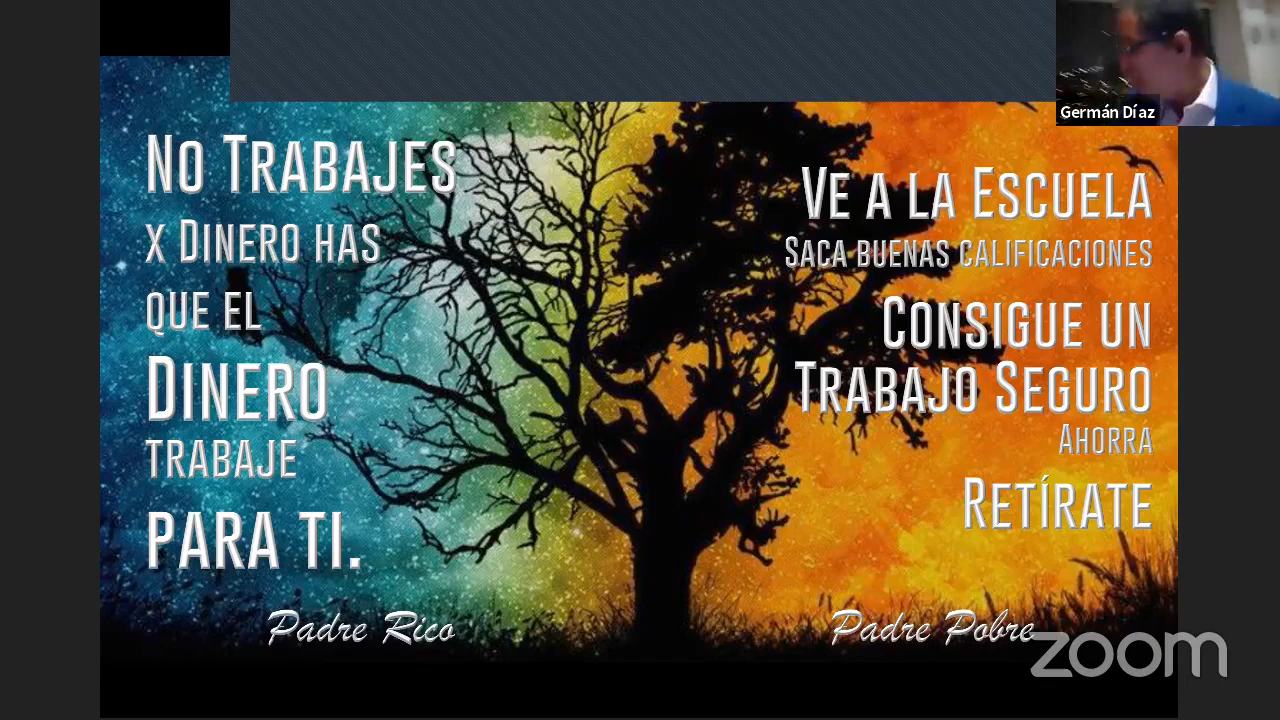 Germán Díaz
No Trabajes
x Dinero has
que el
Dinero
trabaje
para ti.
Padre Rico
Ve a la Escuela
Saca buenas calificaciones
Consigue un
Trabajo Seguro
Ahorra
Retírate
Padre Pobre
zoom